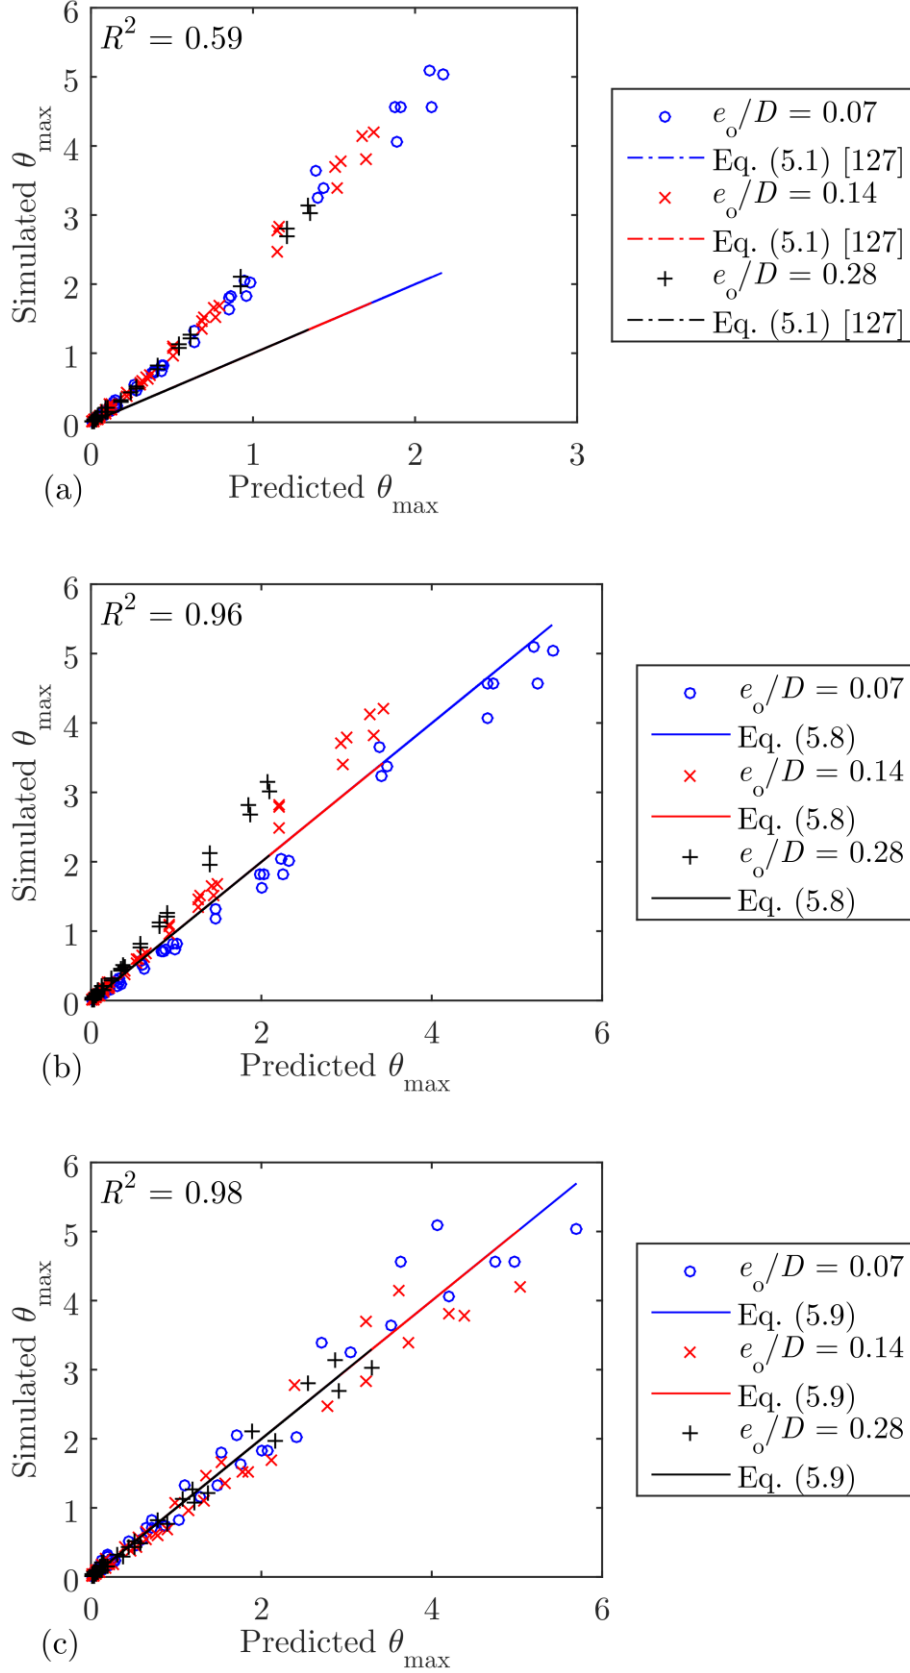 R² = 0.59
6
5
4
3
2
1
0
Simulated θmax
0 1 2 3
Predicted θmax
(a)
eo/D = 0.07
Eq. (5.1) [127]
eo/D = 0.14
Eq. (5.1) [127]
eo/D = 0.28
Eq. (5.1) [127]
R² = 0.96
6
5
4
3
2
1
0
Simulated θmax
0 2 4 6
Predicted θmax
(b)
eo/D = 0.07
Eq. (5.8)
eo/D = 0.14
Eq. (5.8)
eo/D = 0.28
Eq. (5.8)
R² = 0.98
6
5
4
3
2
1
0
Simulated θmax
0 2 4 6
Predicted θmax
(c)
eo/D = 0.07
Eq. (5.9)
eo/D = 0.14
Eq. (5.9)
eo/D = 0.28
Eq. (5.9)